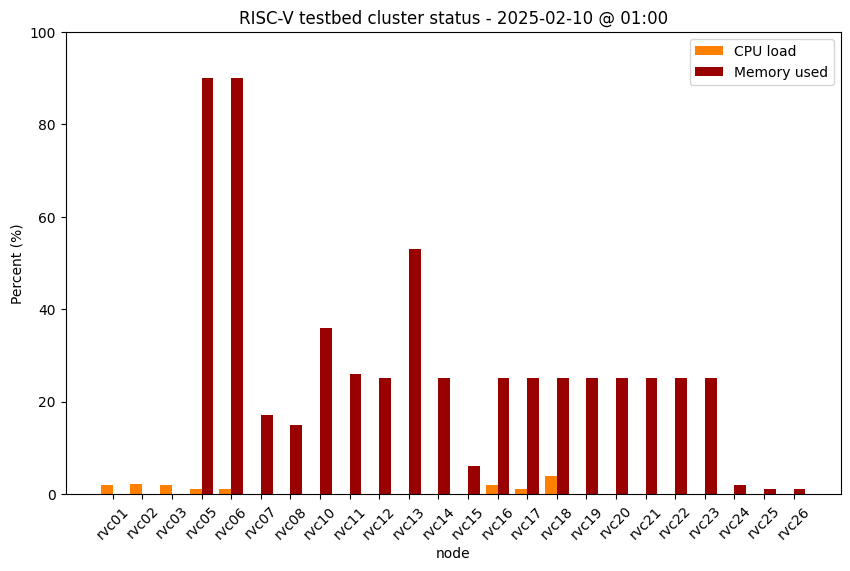 RISC-V testbed cluster status - 2025-02-10 @ 01:00
CPU load
Memory used
Percent (%)
100
80
60
40
20
0
rvc01
rvc02
rvc03
rvc05
rvc06
rvc07
rvc08
rvc10
rvc11
rvc12
rvc13
rvc14
rvc15
rvc16
rvc17
rvc18
rvc19
rvc20
rvc21
rvc22
rvc23
rvc24
rvc25
rvc26
node